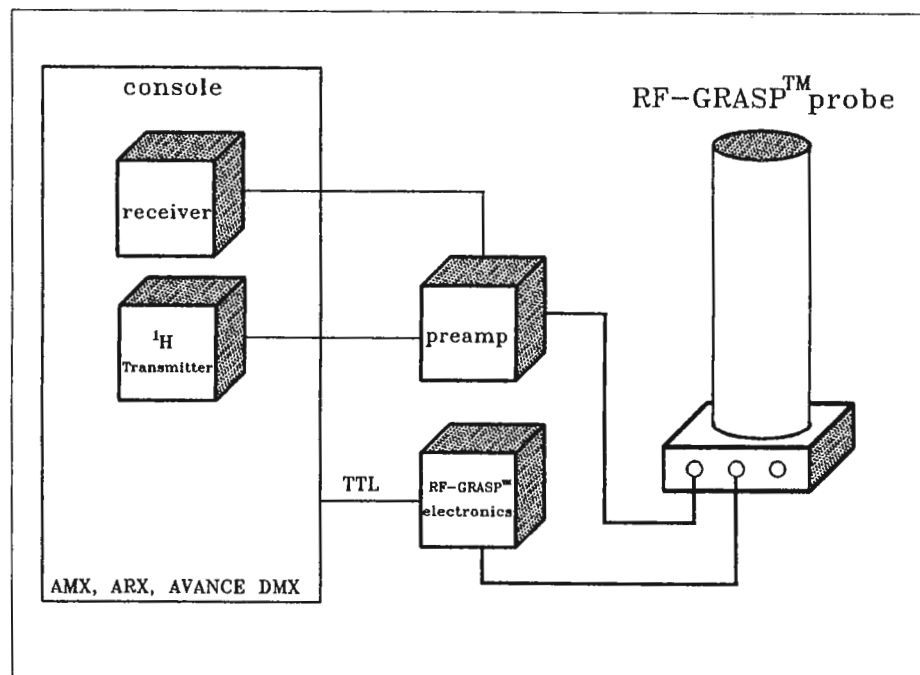 console
RF-GRASP™ probe
receiver
¹H
Transmitter
preamp
TTL
RF-GRASP™
electronics
AMX, ARX, AVANCE DMX